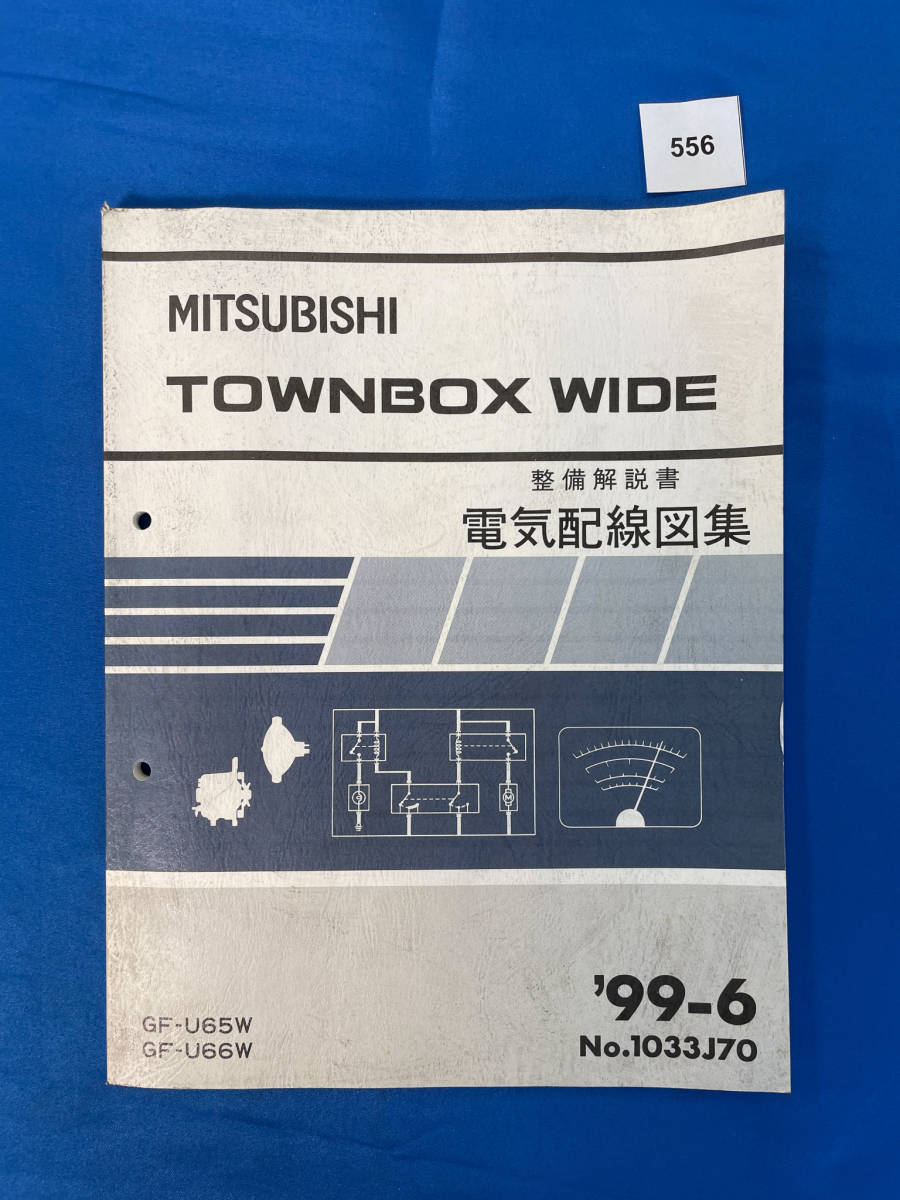 556
MITSUBISHI
TOWNBOX WIDE
整備解説書
電気配線図集
M
GF-U65W
GF-U66W
'99-6
No.1033J70